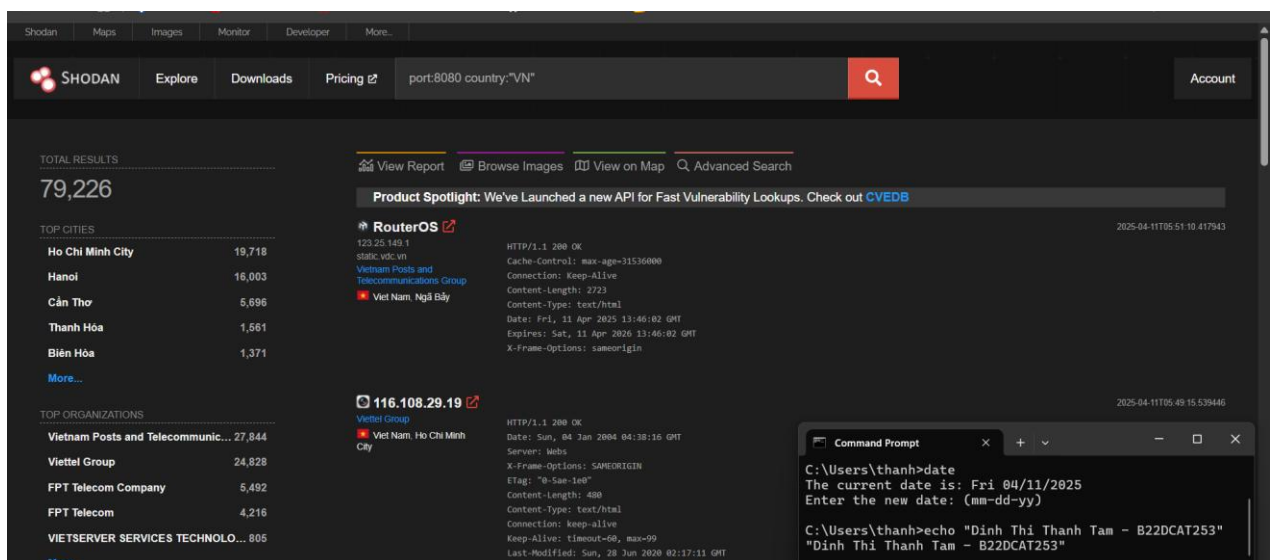 Shodan Maps Images Monitor Developer More...
SHODAN Explore Downloads Pricing port:8080 country:"VN" Account
TOTAL RESULTS
79,226
TOP CITIES
Ho Chi Minh City 19,718
Hanoi 16,003
Cần Thơ 5,696
Thanh Hóa 1,561
Biên Hòa 1,371
More...
TOP ORGANIZATIONS
Vietnam Posts and Telecommunic... 27,844
Viettel Group 24,828
FPT Telecom Company 5,492
FPT Telecom 4,216
VIETSERVER SERVICES TECHNOLO... 805
View Report Browse Images View on Map Advanced Search
Product Spotlight: We've Launched a new API for Fast Vulnerability Lookups. Check out CVEDB
RouterOS 2025-04-11T05:51:10.417943
123.25.149.1
static.vdc.vn
Vietnam Posts and
Telecommunications Group
Viet Nam, Ngã Bảy
HTTP/1.1 200 OK
Cache-Control: max-age=31536000
Connection: Keep-Alive
Content-Length: 2723
Content-Type: text/html
Date: Fri, 11 Apr 2025 13:46:02 GMT
Expires: Sat, 11 Apr 2026 13:46:02 GMT
X-Frame-Options: sameorigin
116.108.29.19 2025-04-11T05:49:15.539446
Viettel Group
Viet Nam, Ho Chi Minh
City
HTTP/1.1 200 OK
Date: Sun, 04 Jan 2004 04:38:16 GMT
Server: Webs
X-Frame-Options: SAMEORIGIN
ETag: "0-5ae-1e0"
Content-Length: 480
Content-Type: text/html
Connection: keep-alive
Keep-Alive: timeout=60, max=99
Last-Modified: Sun, 28 Jun 2020 02:17:11 GMT
Command Prompt
C:\Users\thanh>date
The current date is: Fri 04/11/2025
Enter the new date: (mm-dd-yy)
C:\Users\thanh>echo "Dinh Thi Thanh Tam - B22DCAT253"
"Dinh Thi Thanh Tam - B22DCAT253"